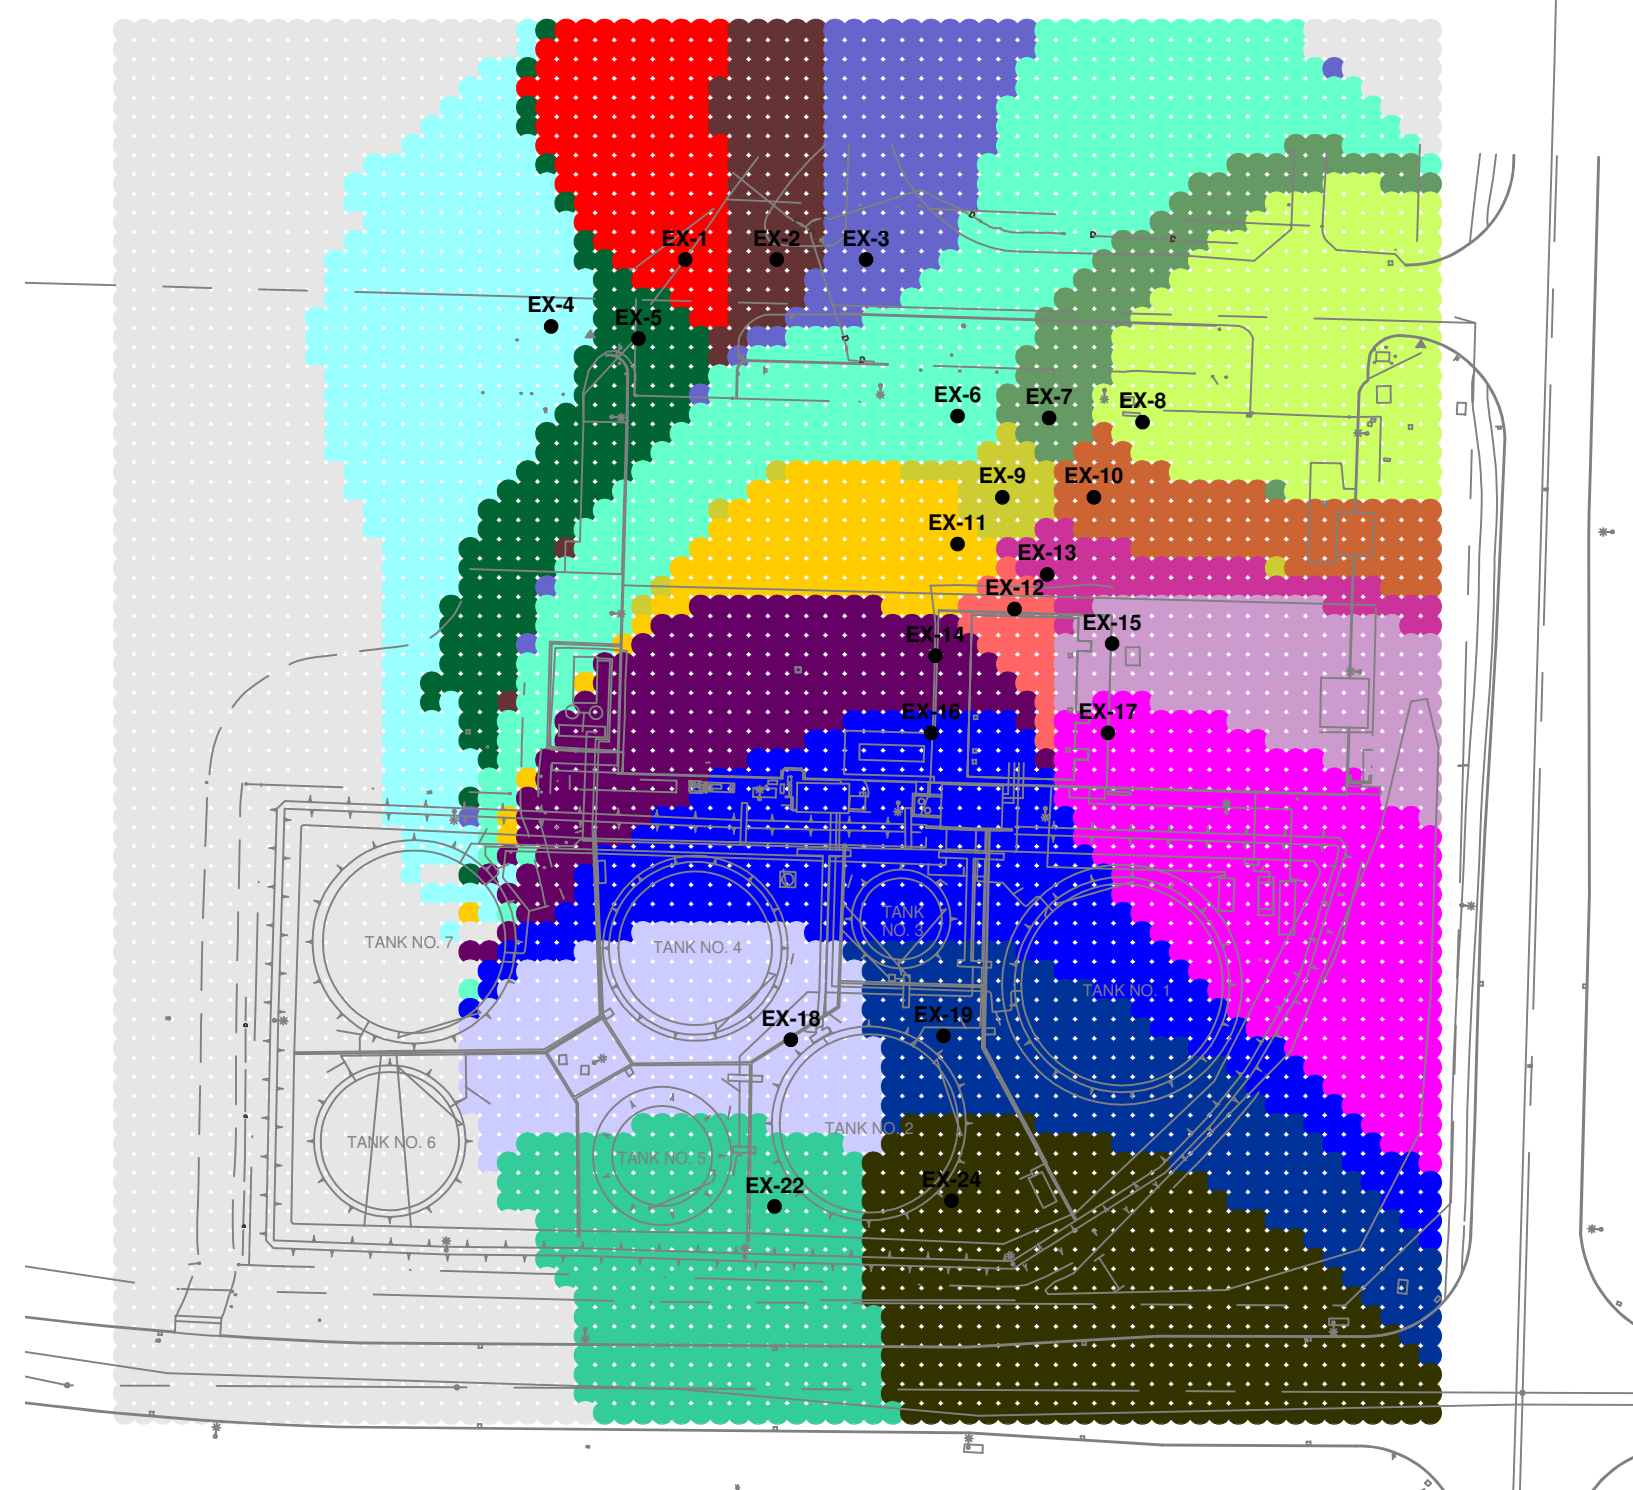 EX-1
EX-2
EX-3
EX-4
EX-5
EX-6
EX-7
EX-8
EX-9
EX-10
EX-11
EX-13
EX-12
EX-15
EX-14
EX-16
EX-17
TANK
NO. 3
TANK NO. 7
TANK NO. 4
TANK NO. 1
EX-18
EX-19
TANK NO. 2
TANK NO. 6
TANK NO. 5
EX-22
EX-24